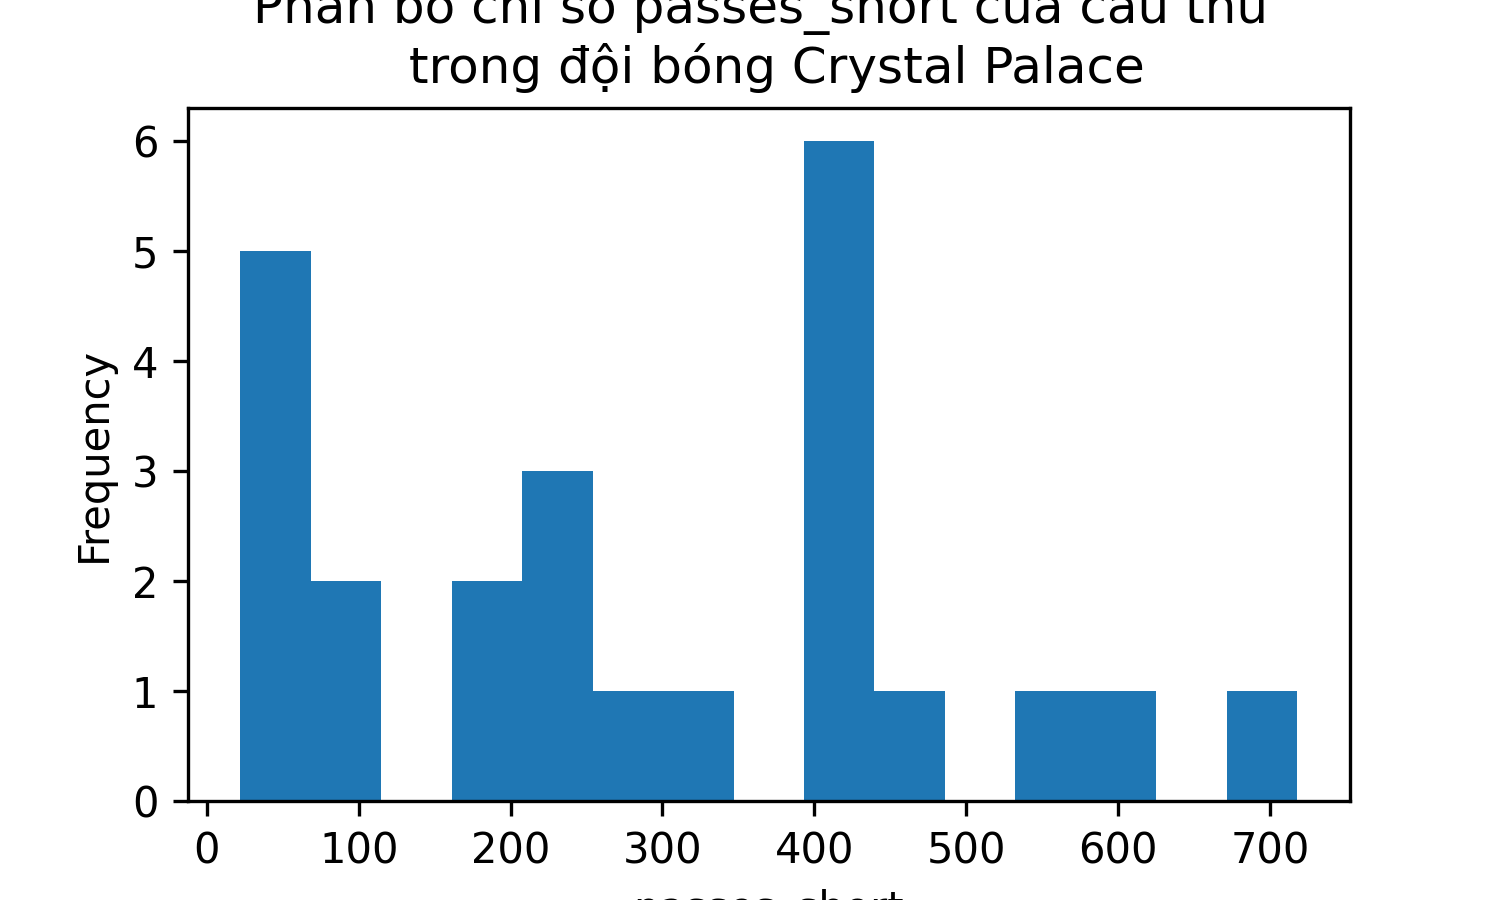 Phân bố chỉ số passes_short của cầu thủ
trong đội bóng Crystal Palace
6
5
4
3
2
1
0
Frequency
0 100 200 300 400 500 600 700
passes_short